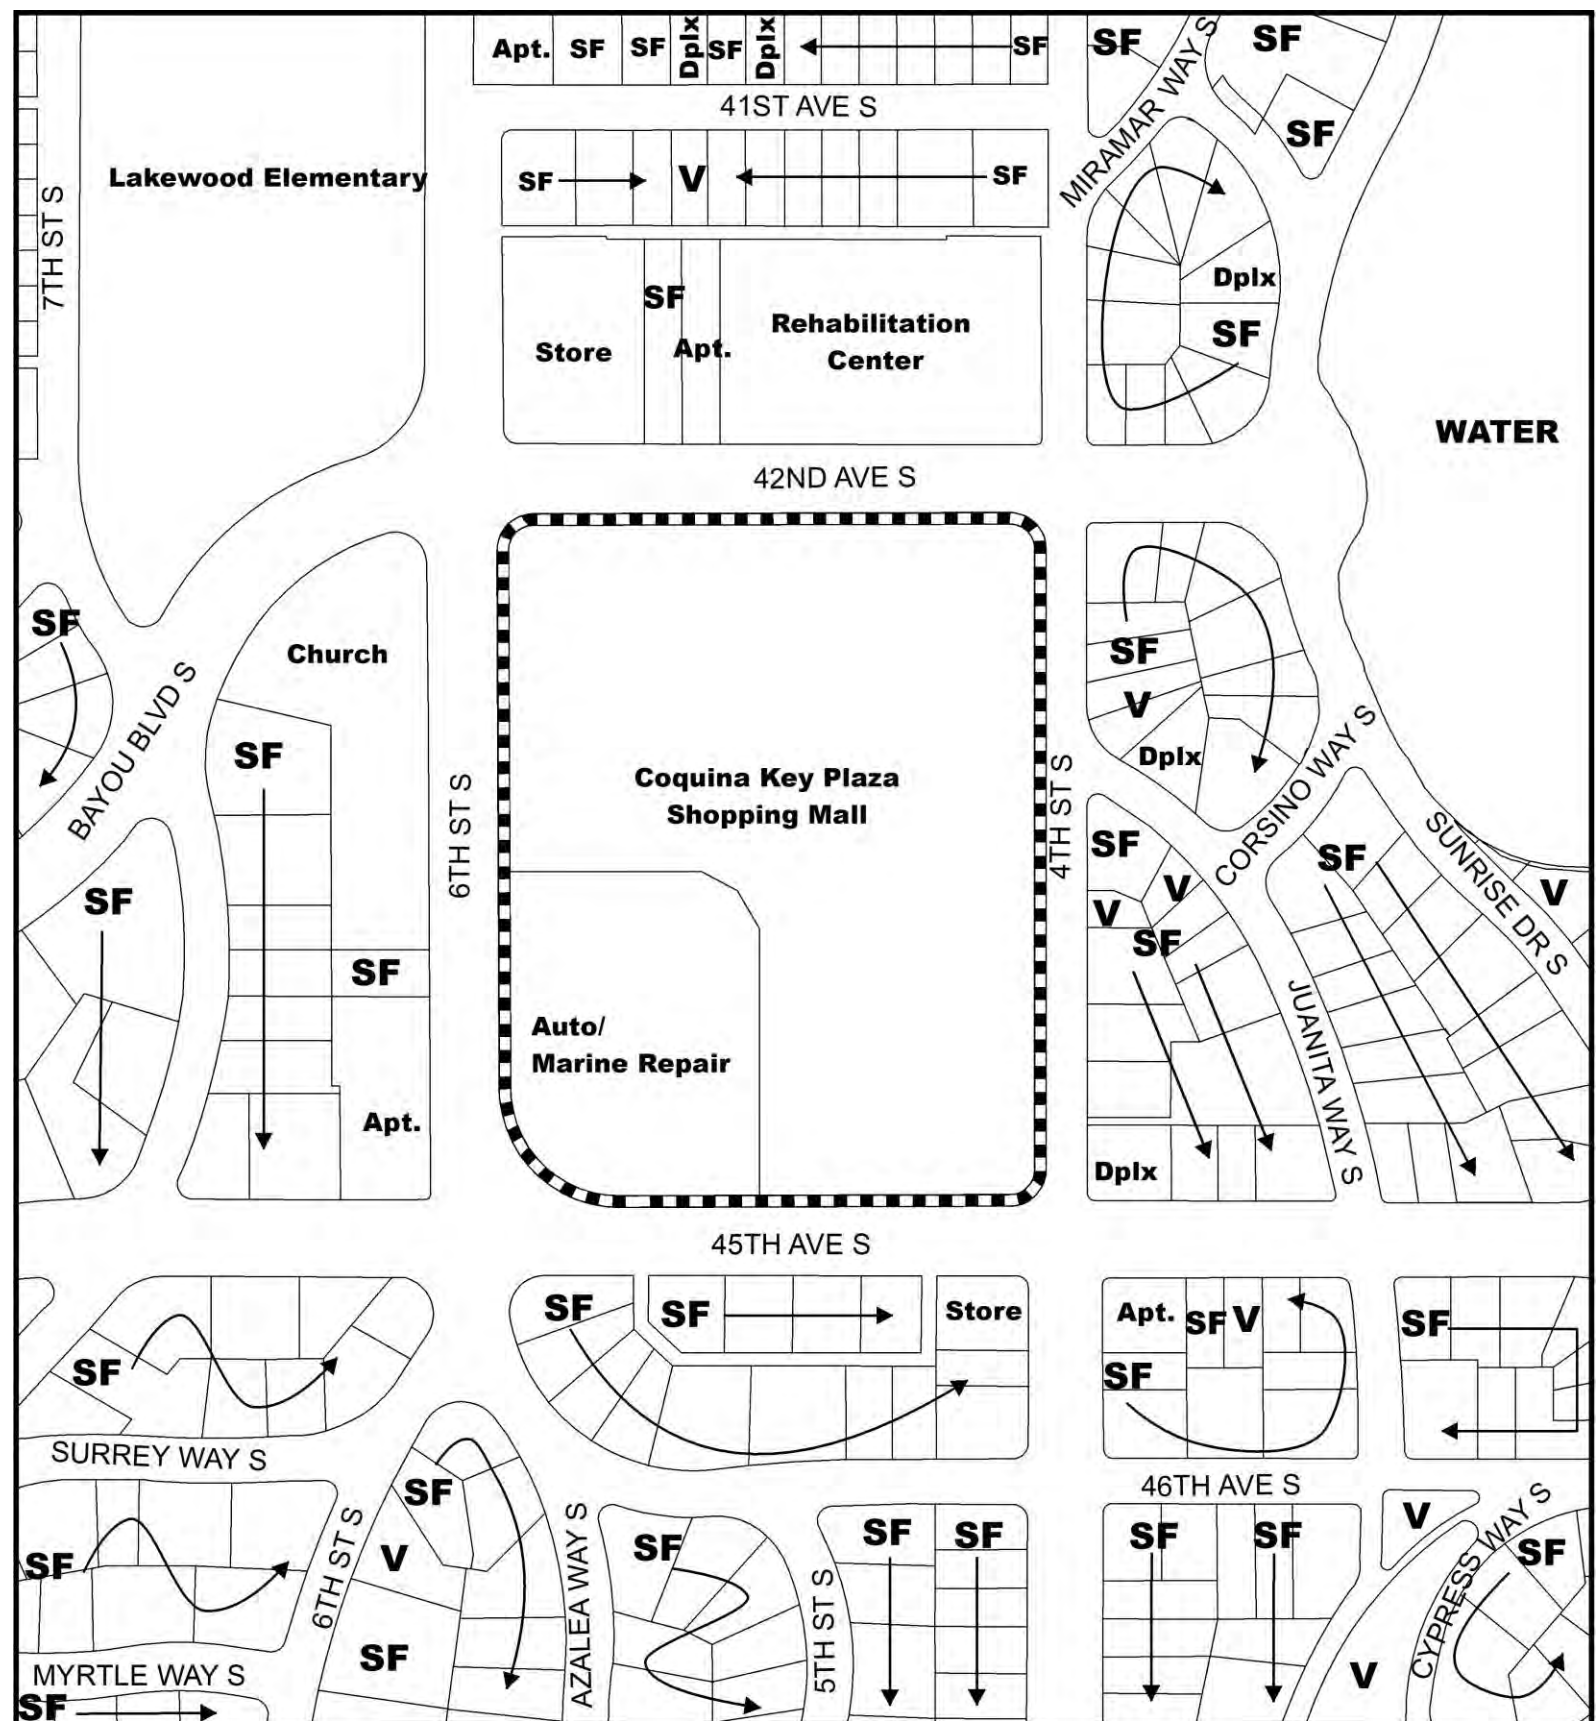 Apt.
SF
SF
Dplx
SF
Dplx
SF
SF
SF
41ST AVE S
MIRAMAR WAY S
SF
Lakewood Elementary
7TH ST S
SF
V
SF
Store
SF
Apt.
Rehabilitation
Center
Dplx
SF
WATER
42ND AVE S
SF
BAYOU BLVD S
Church
SF
SF
SF
Apt.
SF
6TH ST S
Coquina Key Plaza
Shopping Mall
Auto/
Marine Repair
4TH ST S
SF
V
Dplx
CORSINO WAY S
SF
V
V
SF
SF
SUNRISE DR S
V
JUANITA WAY S
Dplx
45TH AVE S
SF
SF
SF
Store
Apt.
SF
V
SF
SF
SURREY WAY S
46TH AVE S
SF
6TH ST S
SF
V
SF
AZALEA WAY S
SF
5TH ST S
SF
SF
SF
SF
V
CYPRESS WAY S
SF
V
MYRTLE WAY S
SF